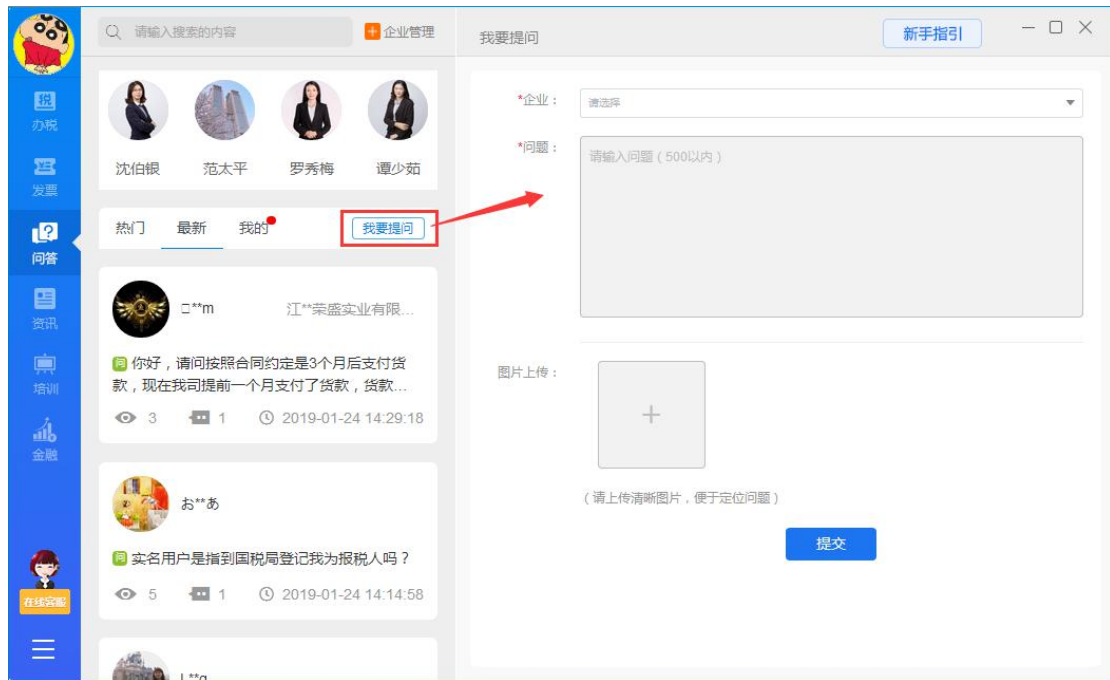 请输入搜索的内容
企业管理
我要提问
新手指引
税
办税
发票
问答
资讯
培训
金融
在线客服
沈伯银
范太平
罗秀梅
谭少茹
热门
最新
我的
我要提问
□**m
江**荣盛实业有限...
问 你好，请问按照合同约定是3个月后支付货
款，现在我司提前一个月支付了货款，货款...
3
1
2019-01-24 14:29:18
お**あ
问 实名用户是指到国税局登记我为报税人吗？
5
1
2019-01-24 14:14:58
*企业：
请选择
*问题：
请输入问题（500以内）
图片上传：
（请上传清晰图片，便于定位问题）
提交